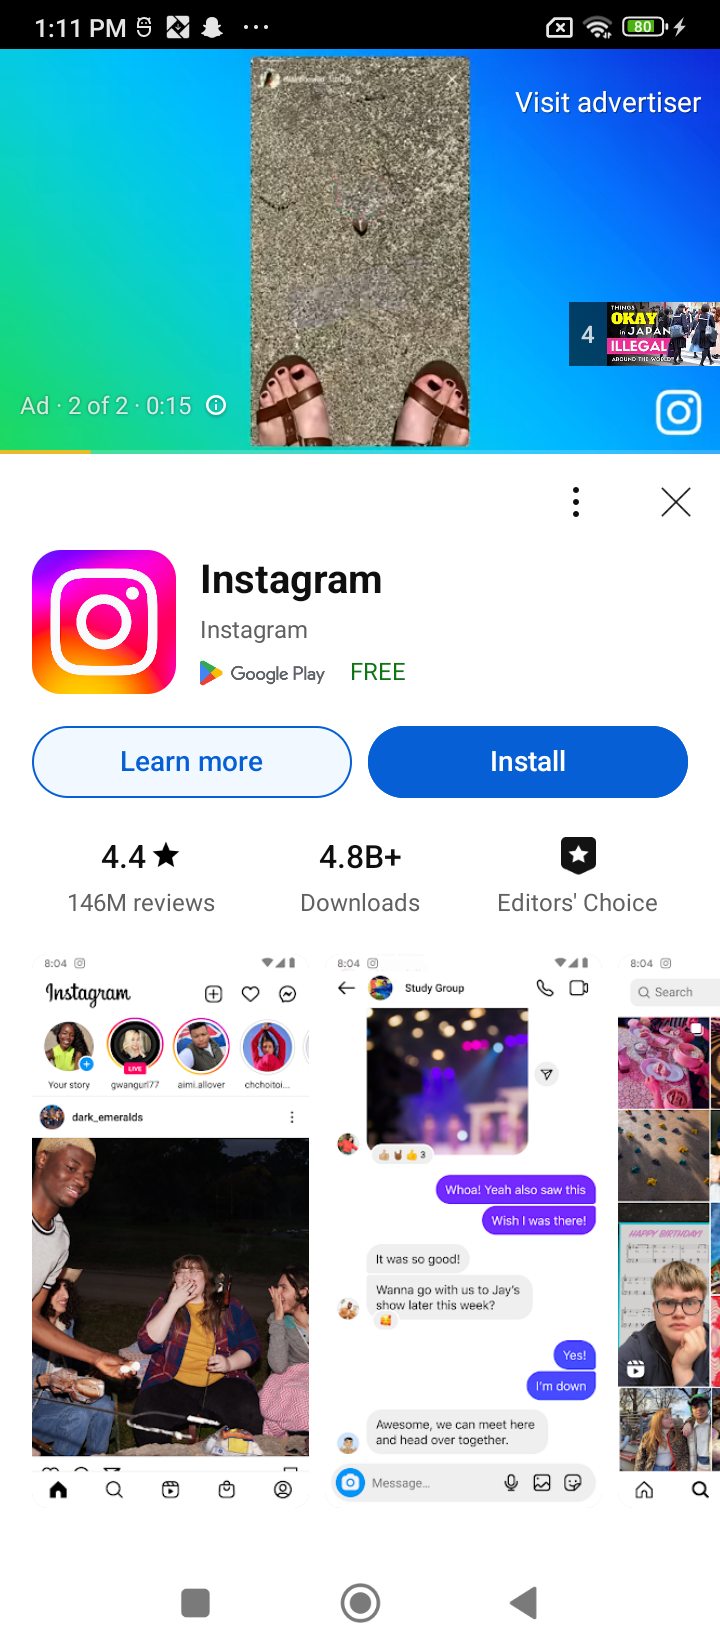 1:11 PM
80
Visit advertiser
4
THINGS
OKAY
in JAPAN
ILLEGAL
AROUND THE WORLD
Ad · 2 of 2 · 0:15
Instagram
Instagram
Google Play
FREE
Learn more
Install
4.4★
4.8B+
146M reviews
Downloads
Editors' Choice
8:04
Instagram
Your story
LIVE
gwangurl77
aimi.allover
chchoitoi...
dark_emeralds
8:04
Study Group
3
Whoa! Yeah also saw this
Wish I was there!
It was so good!
Wanna go with us to Jay's
show later this week?
Yes!
I'm down
Awesome, we can meet here
and head over together.
Message...
8:04
Search
HAPPY BIRTHDAY!